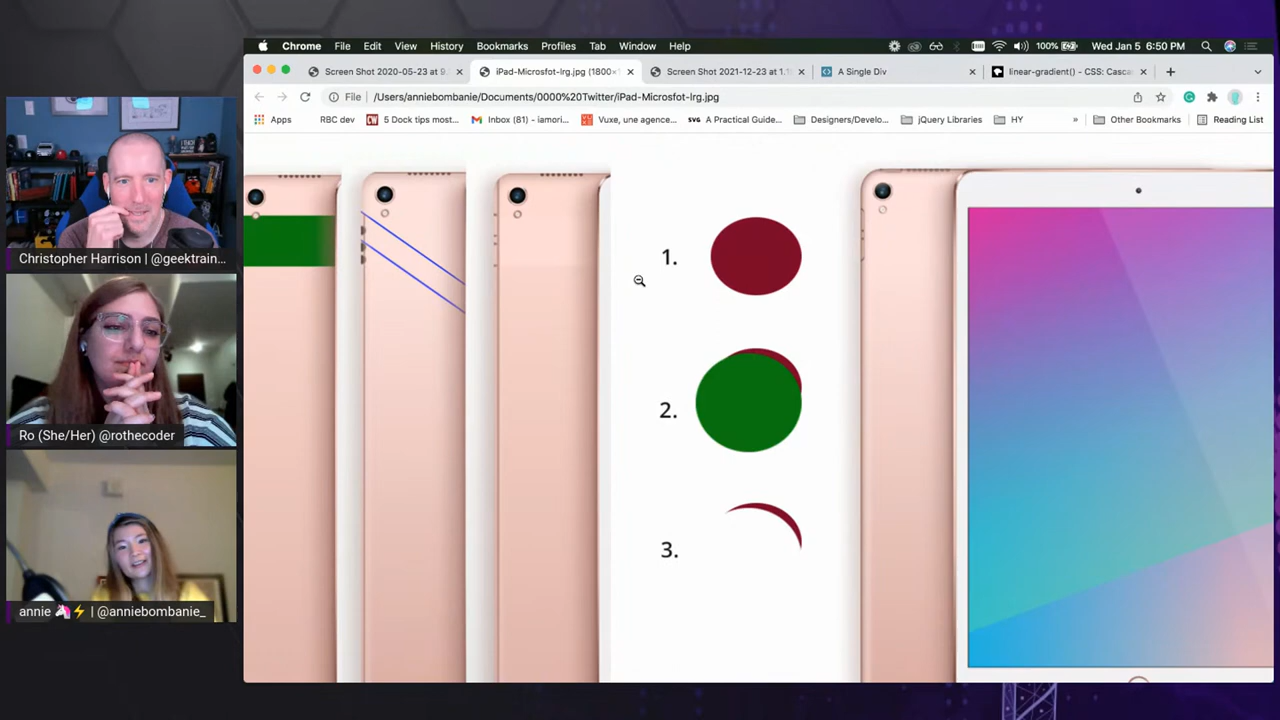 Chrome File Edit View History Bookmarks Profiles Tab Window Help 100% Wed Jan 5 6:50 PM
Screen Shot 2020-05-23 at 9. iPad-Microsfot-lrg.jpg (1800× Screen Shot 2021-12-23 at 1.1 A Single Div linear-gradient() - CSS: Casca
File /Users/anniebombanie/Documents/0000%20Twitter/iPad-Microsfot-lrg.jpg
Apps RBC dev 5 Dock tips most... Inbox (81) - iamori... Vuxe, une agence... SVG A Practical Guide... Designers/Develo... jQuery Libraries HY » Other Bookmarks Reading List
1.
2.
3.
Christopher Harrison | @geektrain...
Ro (She/Her) @rothecoder
annie 🦄⚡ | @anniebombanie_